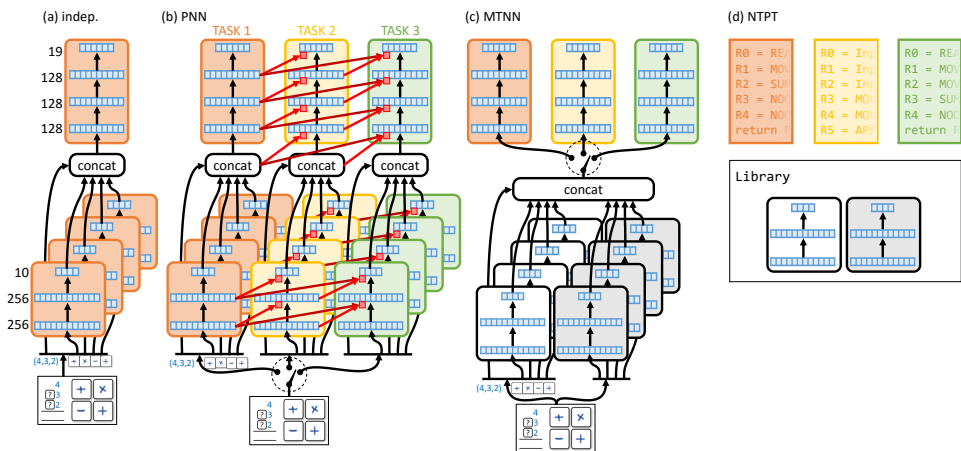 (a) indep.
(b) PNN
(c) MTNN
(d) NTPT
TASK 1
TASK 2
TASK 3
19
128
128
128
concat
concat
concat
concat
concat
10
256
256
(4,3,2)
+ × − +
4
? 3
? 2
+ ×
− +
(4,3,2)
+ × − +
4
? 3
? 2
+ ×
− +
(4,3,2)
+ × − +
4
? 3
? 2
+ ×
− +
R0 = REA
R1 = MOV
R2 = SUM
R3 = NOO
R4 = NOO
return R
R0 = Inp
R1 = Inp
R2 = Inp
R3 = MOV
R4 = MOV
R5 = APP
R0 = REA
R1 = MOV
R2 = MOV
R3 = SUM
R4 = NOO
return R
Library